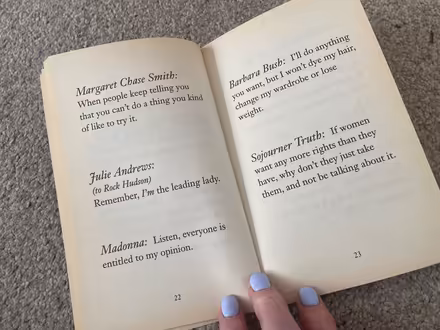 Margaret Chase Smith:
When people keep telling you
that you can't do a thing you kind
of like to try it.
Julie Andrews:
(to Rock Hudson)
Remember, I'm the leading lady.
Madonna: Listen, everyone is
entitled to my opinion.
22
Barbara Bush: I'll do anything
you want, but I won't dye my hair,
change my wardrobe or lose
weight.
Sojourner Truth: If women
want any more rights than they
have, why don't they just take
them, and not be talking about it.
23